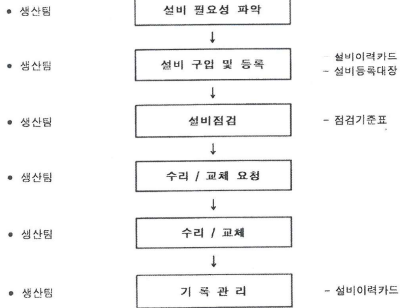 • 생산팀 설비 필요성 파악
↓
• 생산팀 설비 구입 및 등록 - 설비이력카드
- 설비등록대장
↓
• 생산팀 설비점검 - 점검기준표
↓
• 생산팀 수리 / 교체 요청
↓
• 생산팀 수리 / 교체
↓
• 생산팀 기 록 관 리 - 설비이력카드